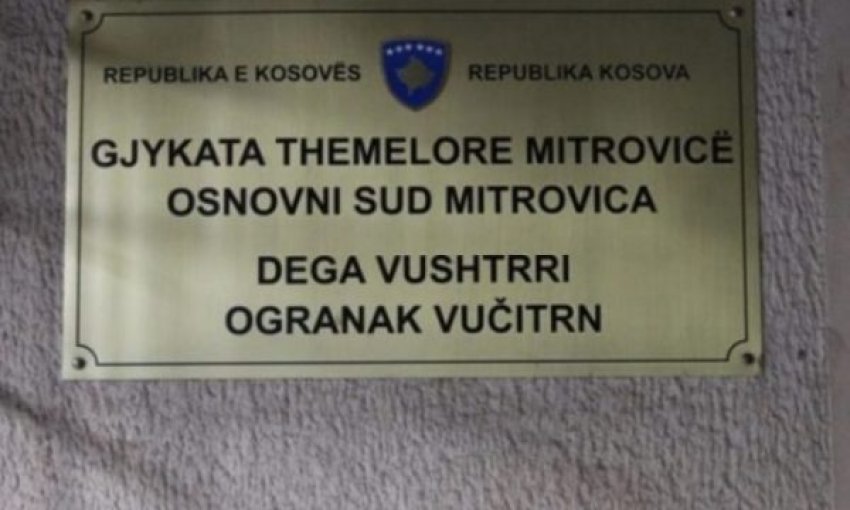 REPUBLIKA E KOSOVËS REPUBLIKA KOSOVA
GJYKATA THEMELORE MITROVICË
OSNOVNI SUD MITROVICA
DEGA VUSHTRRI
OGRANAK VUČITRN